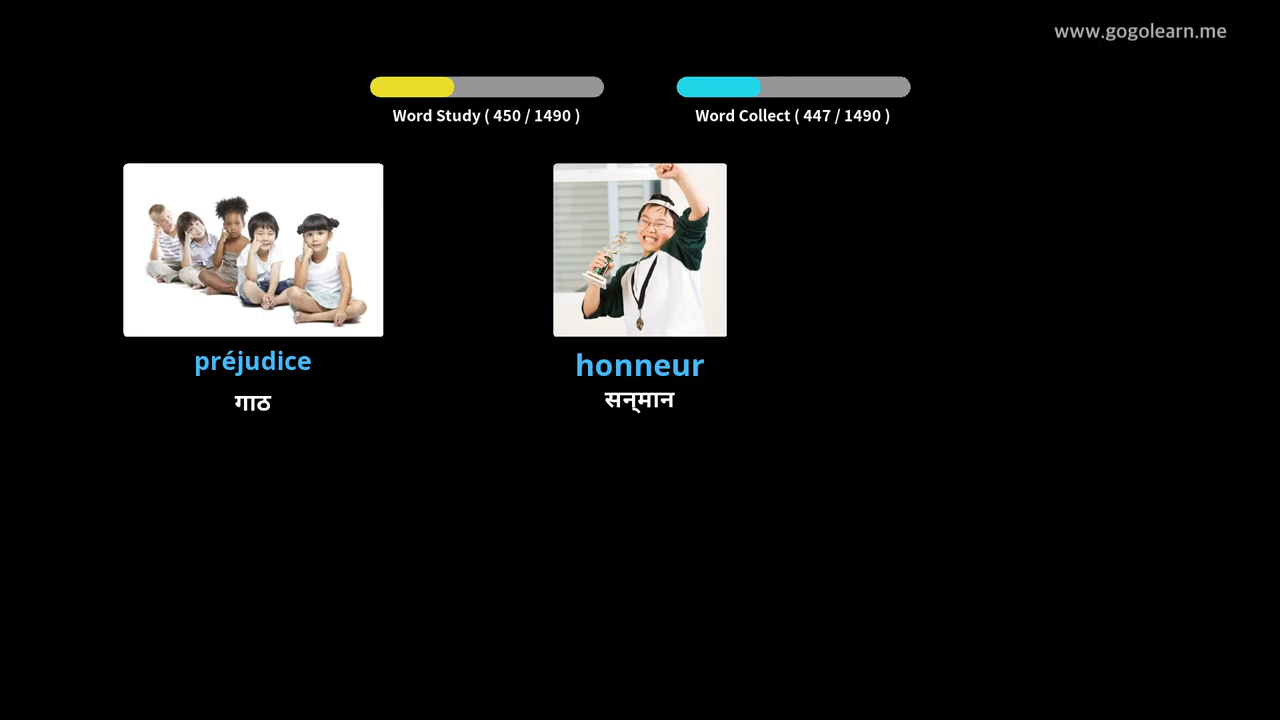 www.gogolearn.me
Word Study ( 450 / 1490 )
Word Collect ( 447 / 1490 )
préjudice
गाठ
honneur
सन्‌मान